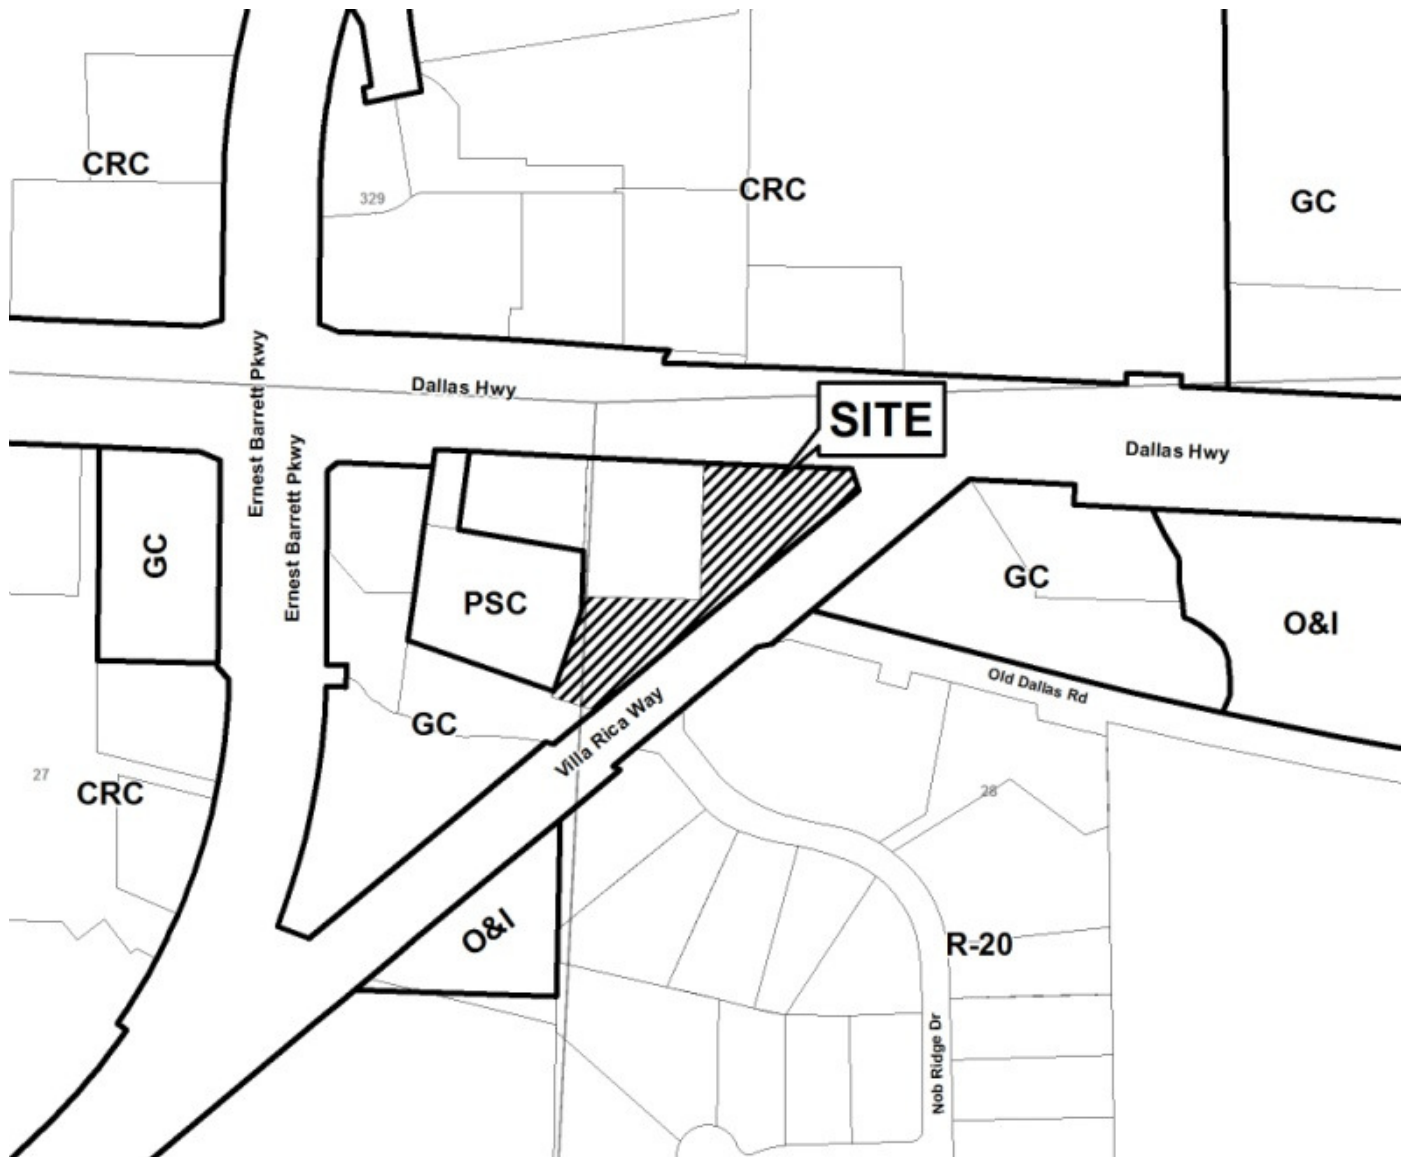 CRC
329
CRC
GC
Ernest Barrett Pkwy
Dallas Hwy
SITE
Dallas Hwy
Ernest Barrett Pkwy
GC
PSC
GC
O&I
Old Dallas Rd
GC
Villa Rica Way
27
CRC
28
O&I
R-20
Nob Ridge Dr